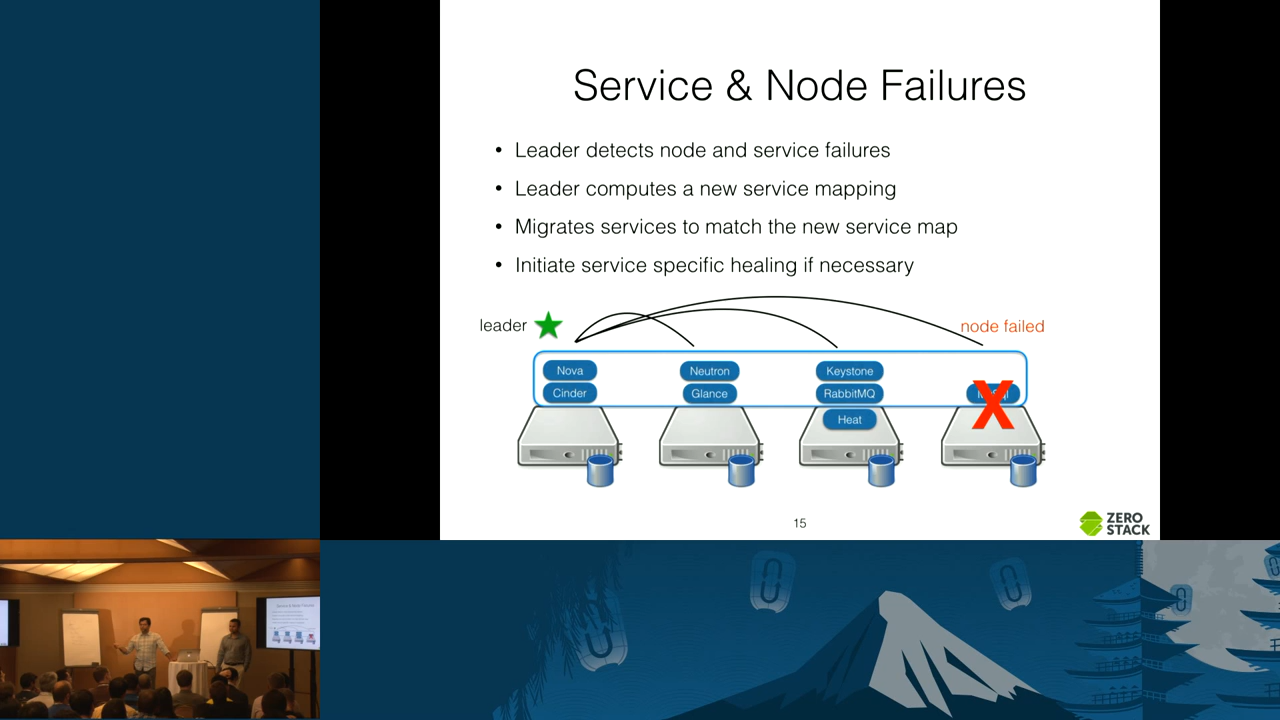 Service & Node Failures
• Leader detects node and service failures
• Leader computes a new service mapping
• Migrates services to match the new service map
• Initiate service specific healing if necessary
leader
node failed
Nova
Neutron
Keystone
Cinder
Glance
RabbitMQ
Heat
X
15
ZERO
STACK